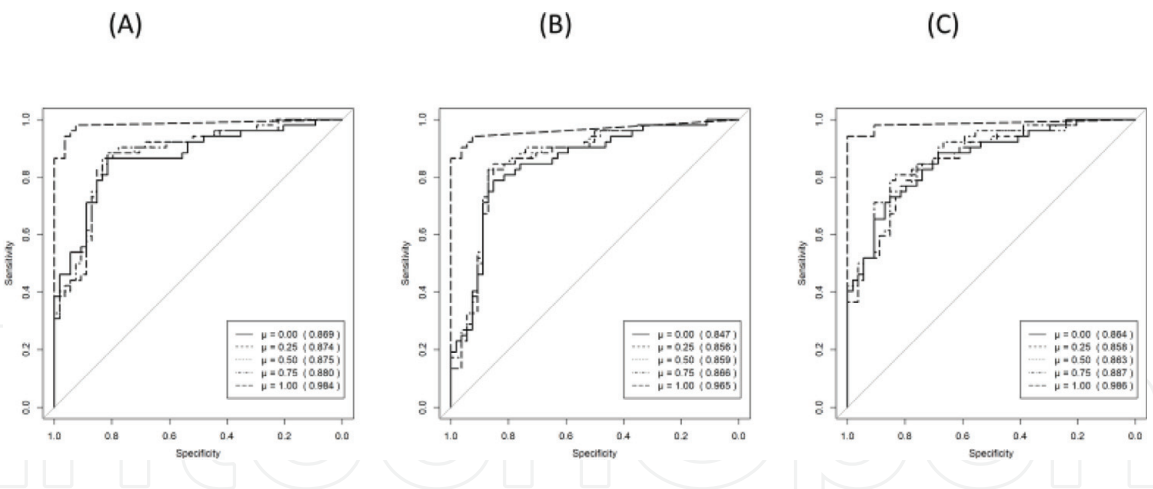 (A) (B) (C)
1.0
0.8
0.6
0.4
0.2
0.0
Sensitivity
μ = 0.00 ( 0.869 )
μ = 0.25 ( 0.874 )
μ = 0.50 ( 0.875 )
μ = 0.75 ( 0.880 )
μ = 1.00 ( 0.984 )
1.0 0.8 0.6 0.4 0.2 0.0
Specificity
1.0
0.8
0.6
0.4
0.2
0.0
Sensitivity
μ = 0.00 ( 0.847 )
μ = 0.25 ( 0.856 )
μ = 0.50 ( 0.859 )
μ = 0.75 ( 0.866 )
μ = 1.00 ( 0.965 )
1.0 0.8 0.6 0.4 0.2 0.0
Specificity
1.0
0.8
0.6
0.4
0.2
0.0
Sensitivity
μ = 0.00 ( 0.864 )
μ = 0.25 ( 0.858 )
μ = 0.50 ( 0.863 )
μ = 0.75 ( 0.887 )
μ = 1.00 ( 0.986 )
1.0 0.8 0.6 0.4 0.2 0.0
Specificity